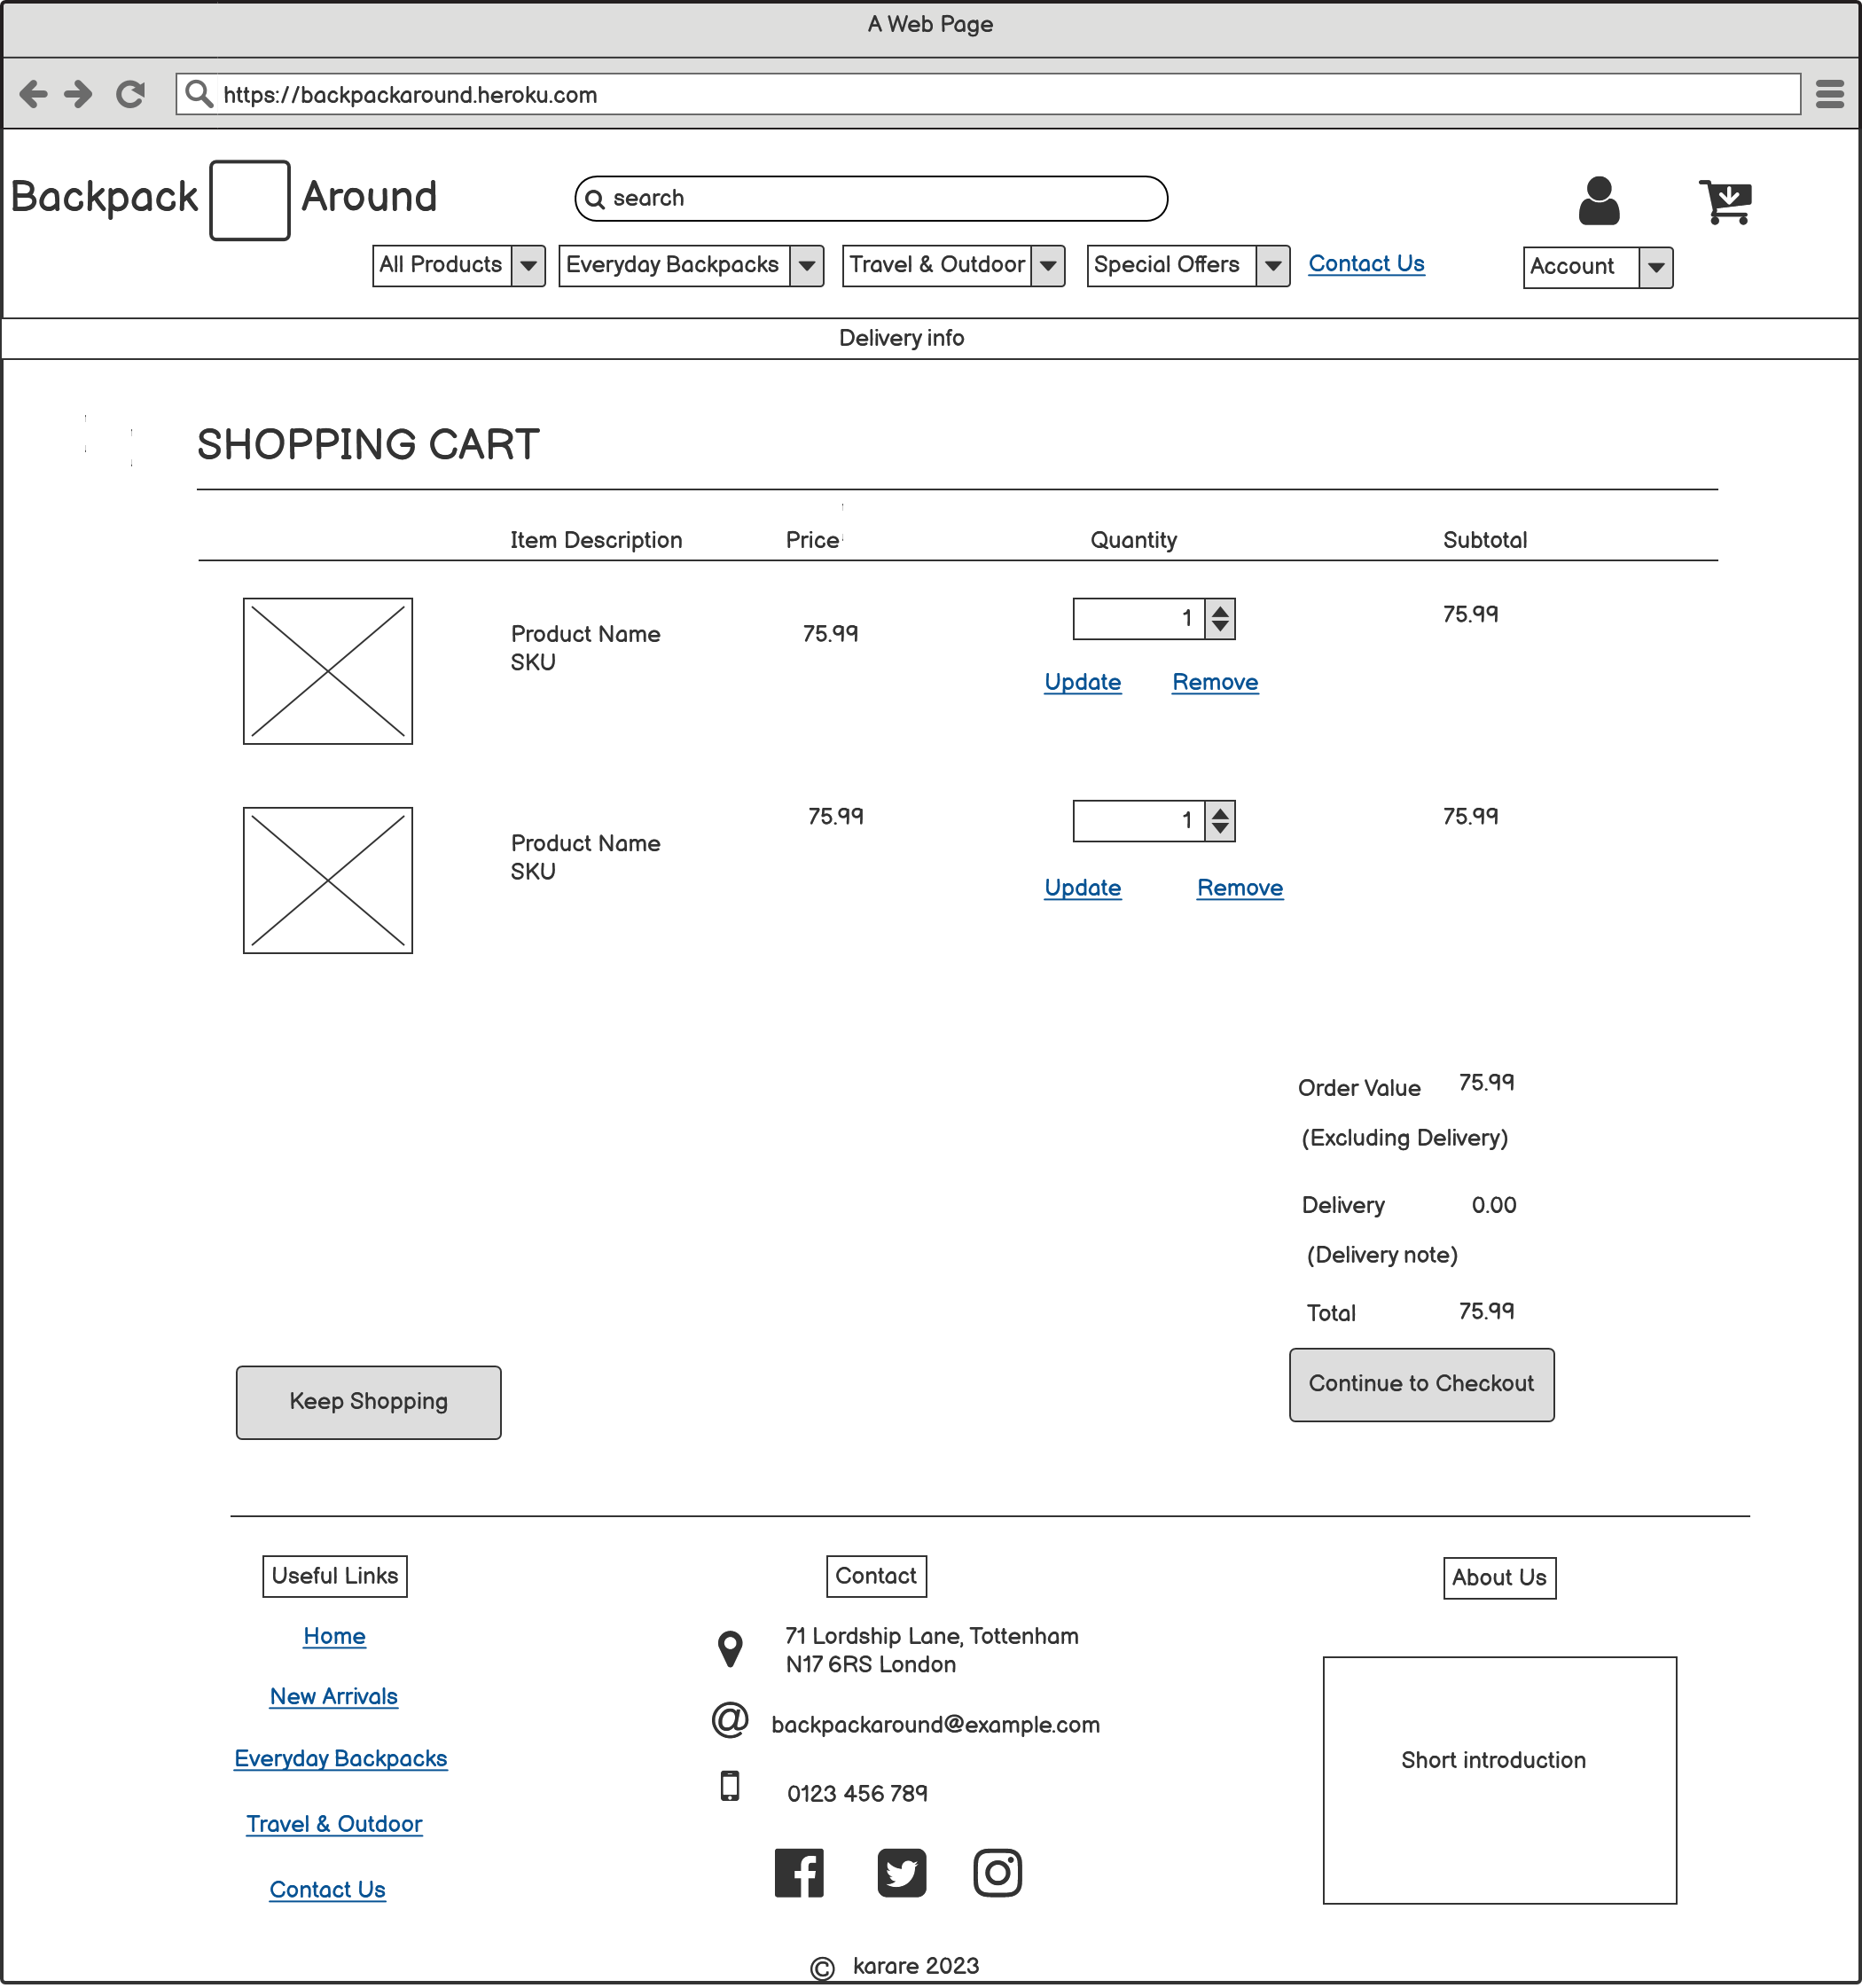 A Web Page
https://backpackaround.heroku.com
Backpack Around
search
All Products
Everyday Backpacks
Travel & Outdoor
Special Offers
Contact Us
Account
Delivery info
SHOPPING CART
Item Description
Price
Quantity
Subtotal
Product Name
SKU
75.99
1
75.99
Update
Remove
Product Name
SKU
75.99
1
75.99
Update
Remove
Order Value 75.99
(Excluding Delivery)
Delivery 0.00
(Delivery note)
Total 75.99
Keep Shopping
Continue to Checkout
Useful Links
Home
New Arrivals
Everyday Backpacks
Travel & Outdoor
Contact Us
Contact
71 Lordship Lane, Tottenham
N17 6RS London
@ backpackaround@example.com
0123 456 789
About Us
Short introduction
© karare 2023